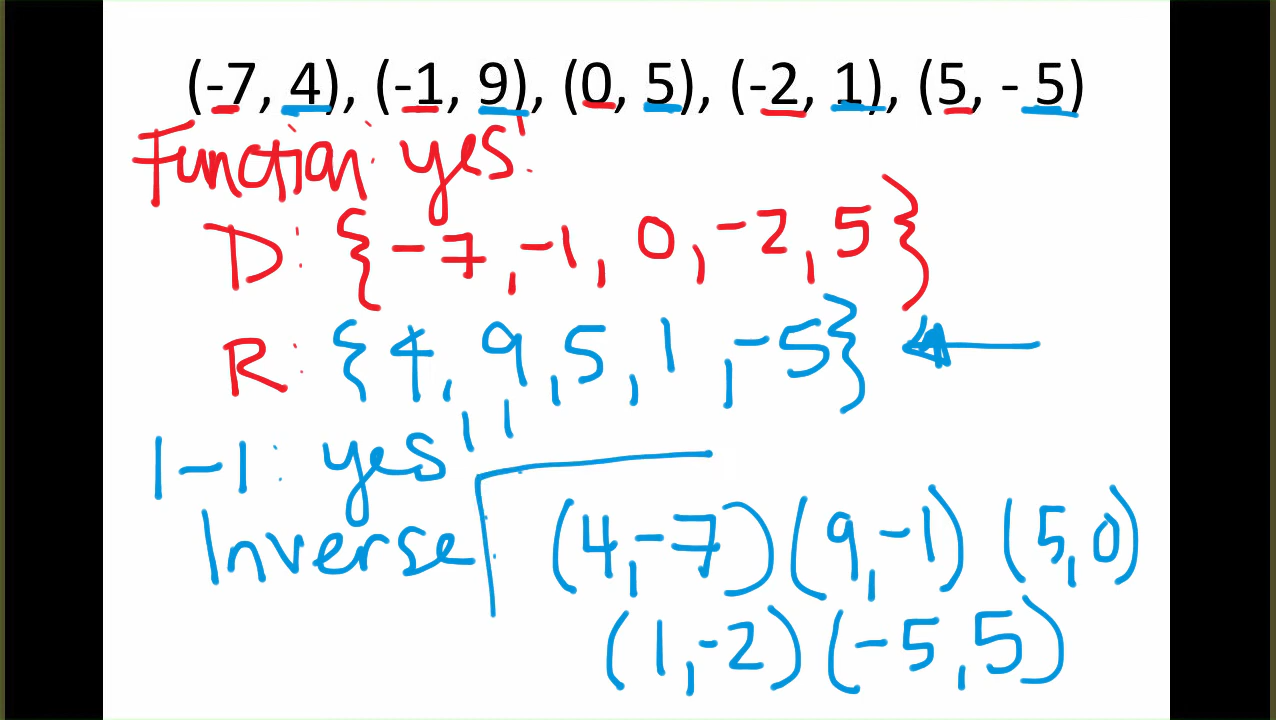 (-7, 4), (-1, 9), (0, 5), (-2, 1), (5, - 5)
Function: yes!
D: {-7, -1, 0, -2, 5}
R: {4, 9, 5, 1, -5}
1-1: yes!!
Inverse (4, -7) (9, -1) (5, 0)
(1, -2) (-5, 5)